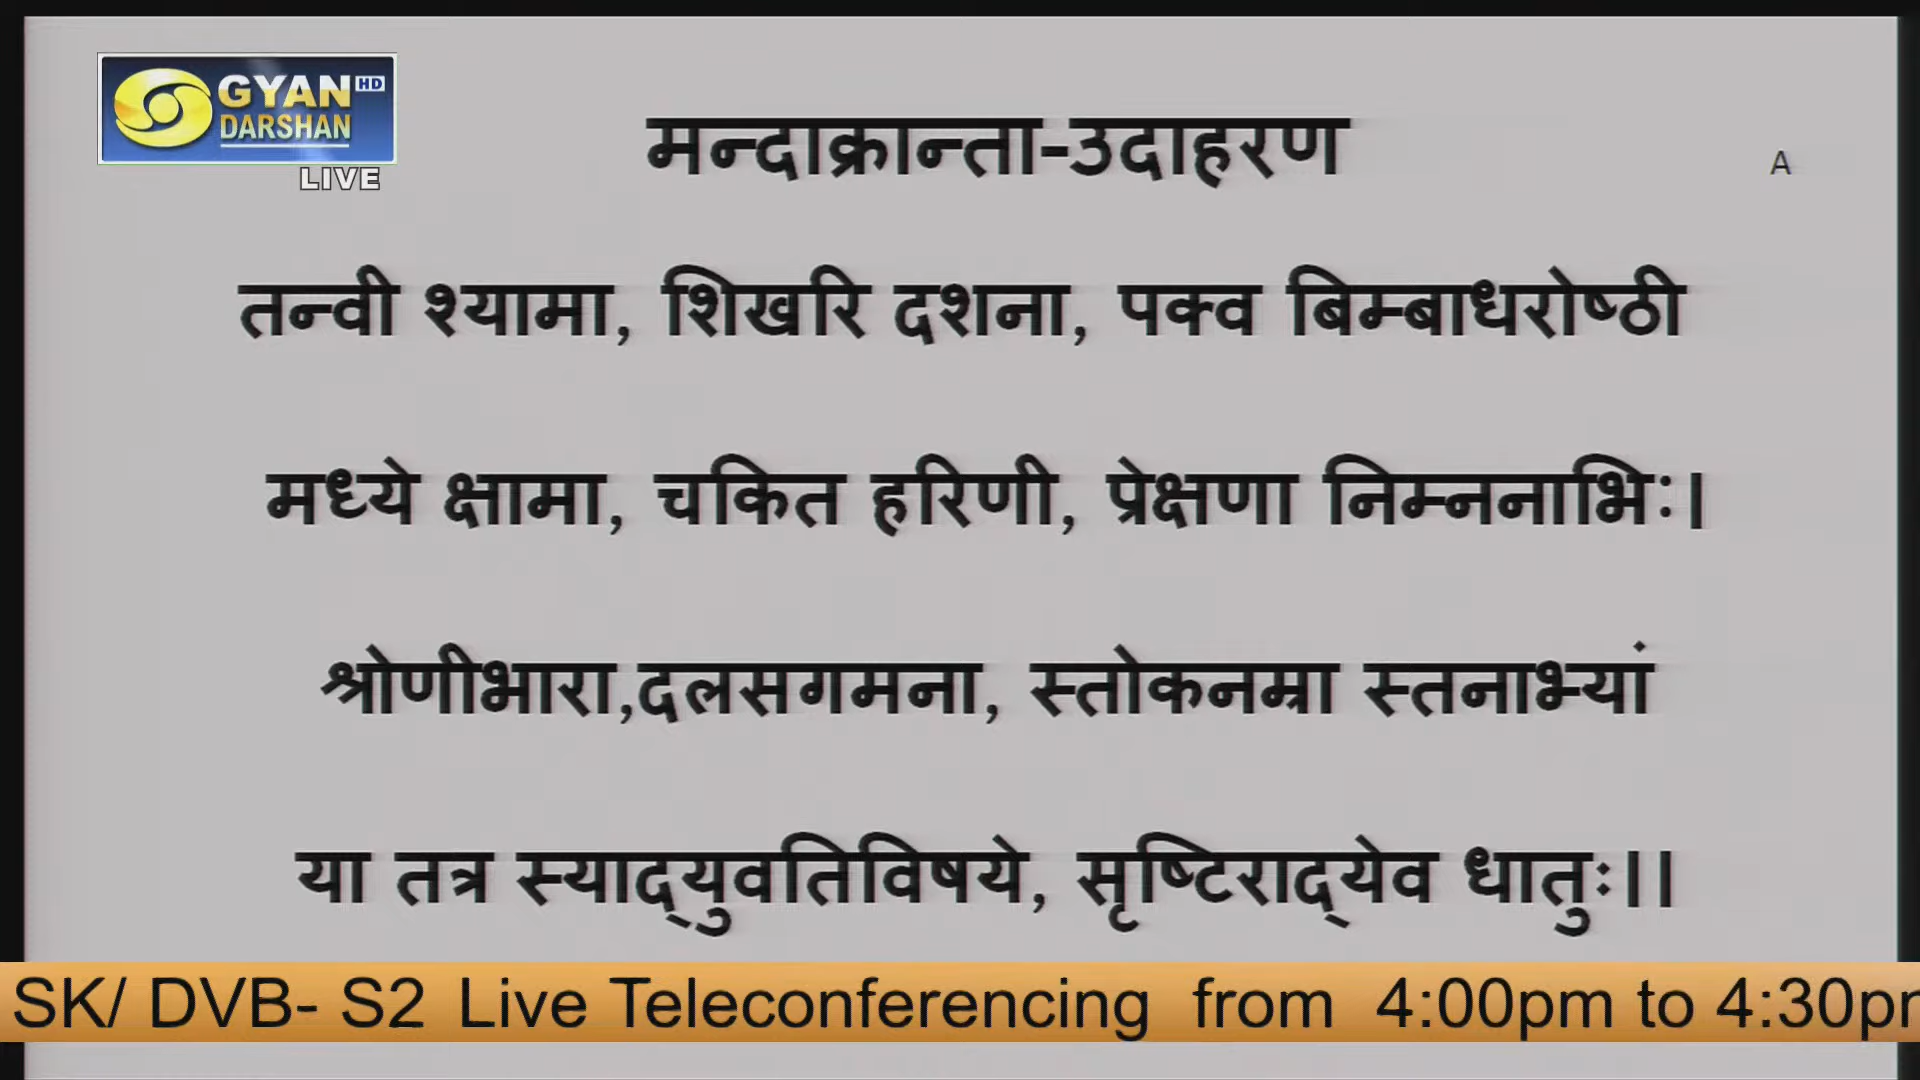 GYAN HD
DARSHAN
LIVE
मन्दाक्रान्ता-उदाहरण
A
तन्वी श्यामा, शिखरि दशना, पक्व बिम्बाधरोष्ठी
मध्ये क्षामा, चकित हरिणी, प्रेक्षणा निम्ननाभिः।
श्रोणीभारा,दलसगमना, स्तोकनम्रा स्तनाभ्यां
या तत्र स्याद्‌युवतिविषये, सृष्टिराद्‌येव धातुः।।
SK/ DVB- S2 Live Teleconferencing from 4:00pm to 4:30pm